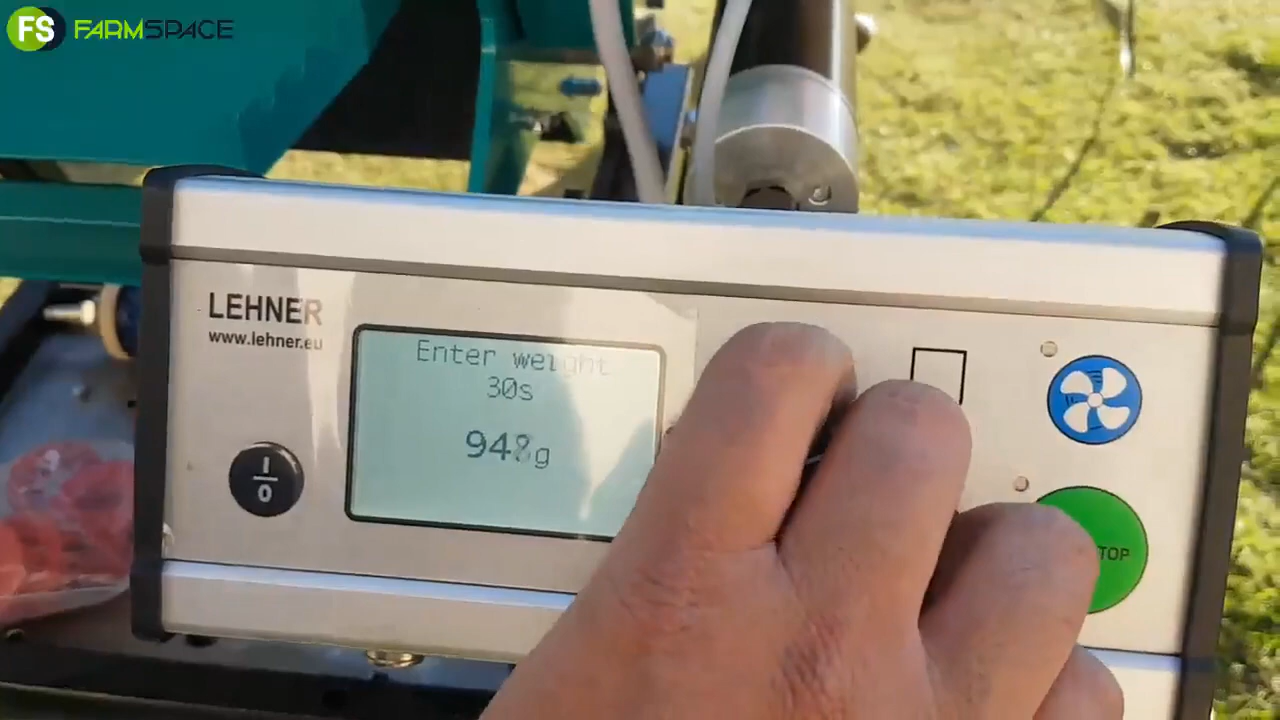 FS FARMSPACE
LEHNER
www.lehner.eu
Enter weight
30s
948g
I
0
TOP